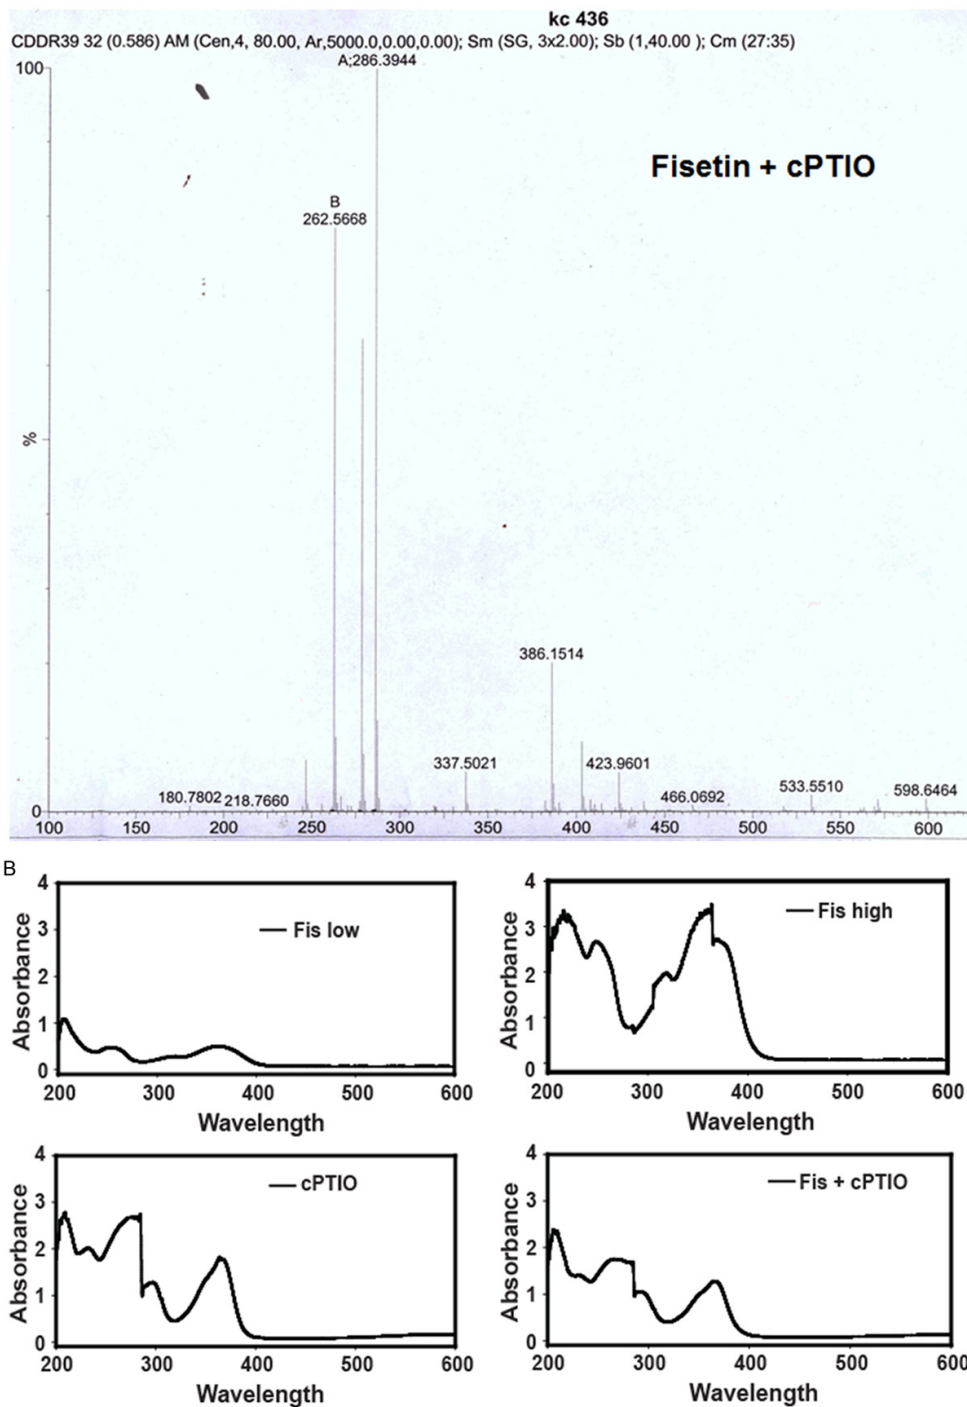 kc 436
CDDR39 32 (0.586) AM (Cen,4, 80.00, Ar,5000.0,0.00,0.00); Sm (SG, 3x2.00); Sb (1,40.00 ); Cm (27:35)
A;286.3944
100
Fisetin + cPTIO
B
262.5668
%
386.1514
337.5021
423.9601
180.7802
218.7660
466.0692
533.5510
598.6464
0
100 150 200 250 300 350 400 450 500 550 600
B
4
3
2
1
0
Absorbance
Fis low
200 300 400 500 600
Wavelength
4
3
2
1
0
Absorbance
Fis high
200 300 400 500 600
Wavelength
4
3
2
1
0
Absorbance
cPTIO
200 300 400 500 600
Wavelength
4
3
2
1
0
Absorbance
Fis + cPTIO
200 300 400 500 600
Wavelength